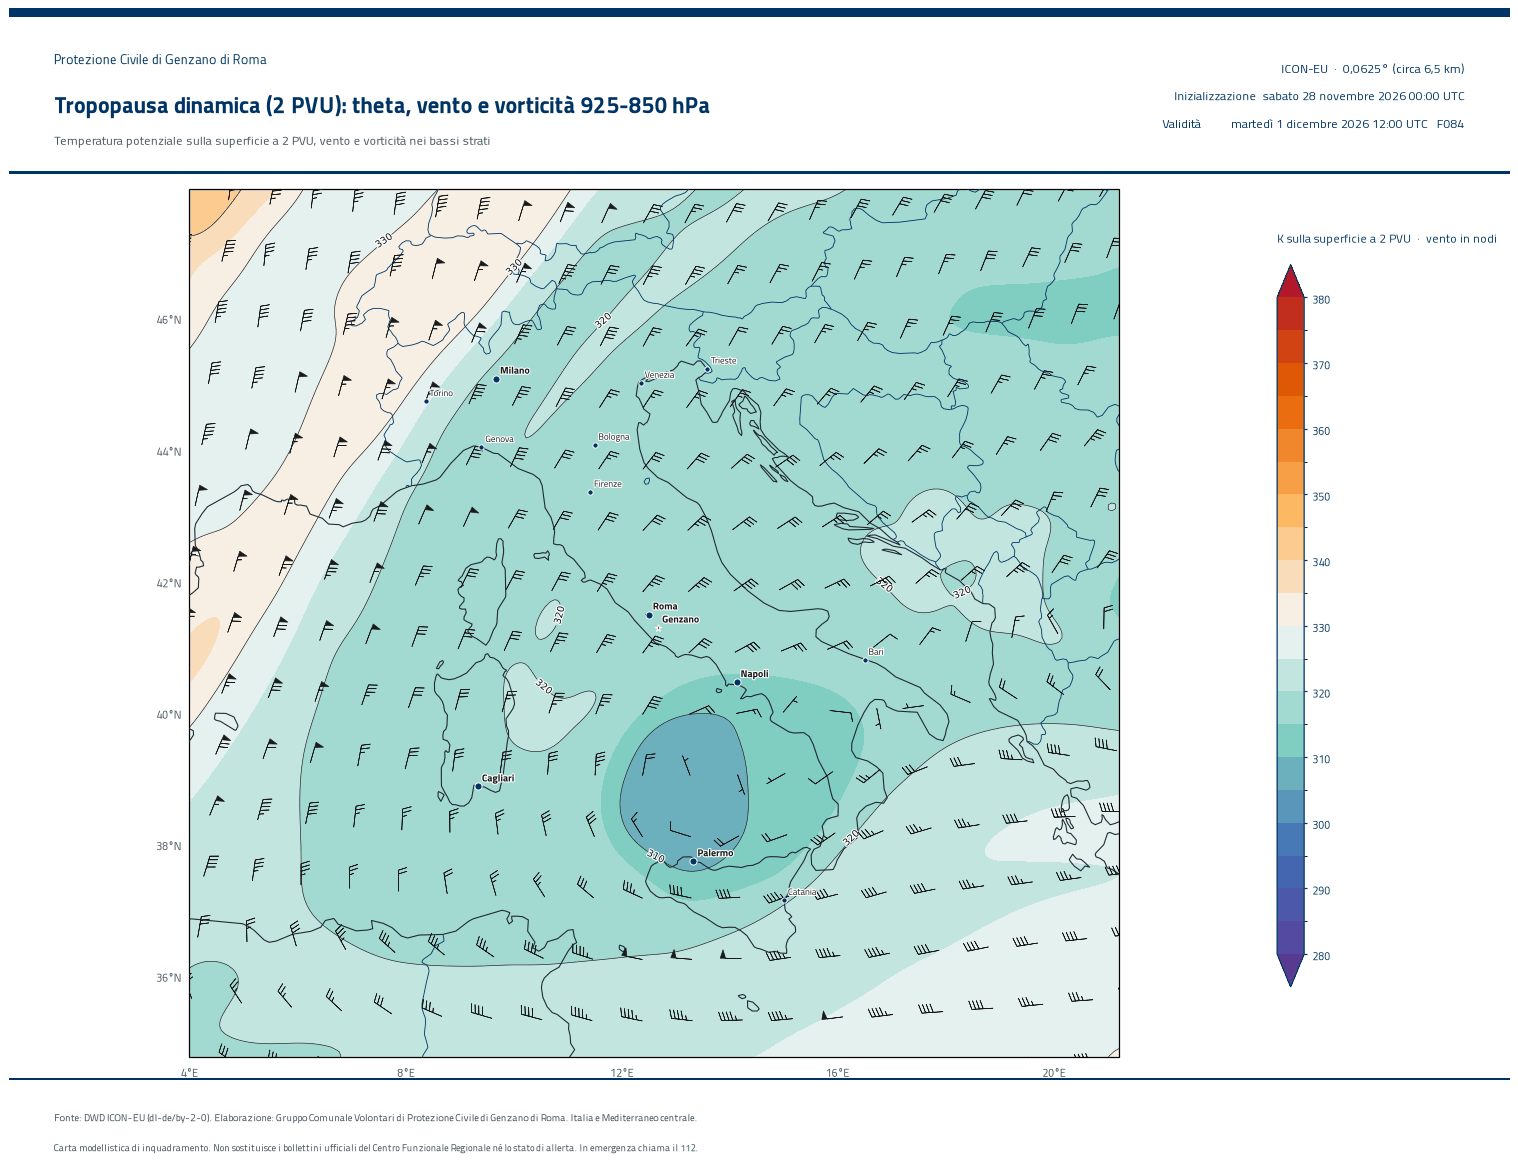 Protezione Civile di Genzano di Roma
Tropopausa dinamica (2 PVU): theta, vento e vorticità 925-850 hPa
Temperatura potenziale sulla superficie a 2 PVU, vento e vorticità nei bassi strati
ICON-EU · 0,0625° (circa 6,5 km)
Inizializzazione sabato 28 novembre 2026 00:00 UTC
Validità martedì 1 dicembre 2026 12:00 UTC F084
K sulla superficie a 2 PVU · vento in nodi
380
370
360
350
340
330
320
310
300
290
280
46°N
44°N
42°N
40°N
38°N
36°N
4°E
8°E
12°E
16°E
20°E
330
330
320
320
320
320
320
310
320
Milano
Torino
Venezia
Trieste
Genova
Bologna
Firenze
Roma
Genzano
Napoli
Bari
Cagliari
Palermo
Catania
Fonte: DWD ICON-EU (dl-de/by-2-0). Elaborazione: Gruppo Comunale Volontari di Protezione Civile di Genzano di Roma. Italia e Mediterraneo centrale.
Carta modellistica di inquadramento. Non sostituisce i bollettini ufficiali del Centro Funzionale Regionale né lo stato di allerta. In emergenza chiama il 112.